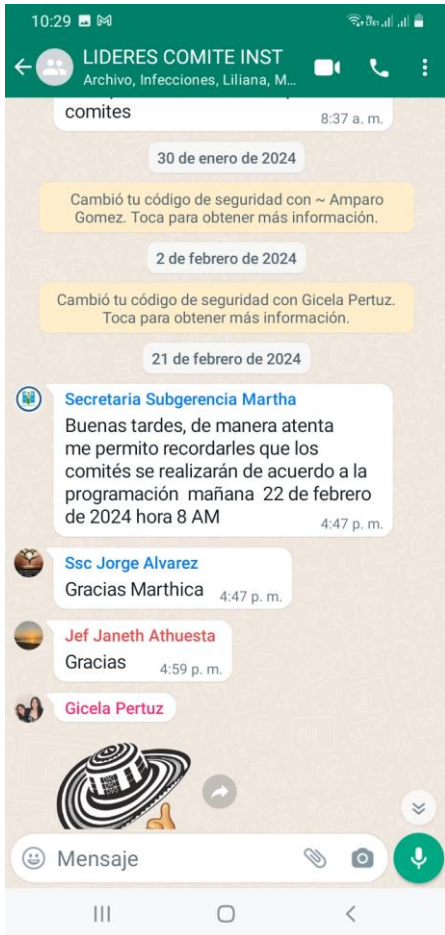 10:29
LIDERES COMITE INST
Archivo, Infecciones, Liliana, M...
comites
8:37 a. m.
30 de enero de 2024
Cambió tu código de seguridad con ~ Amparo
Gomez. Toca para obtener más información.
2 de febrero de 2024
Cambió tu código de seguridad con Gicela Pertuz.
Toca para obtener más información.
21 de febrero de 2024
Secretaria Subgerencia Martha
Buenas tardes, de manera atenta
me permito recordarles que los
comités se realizarán de acuerdo a la
programación mañana 22 de febrero
de 2024 hora 8 AM
4:47 p. m.
Ssc Jorge Alvarez
Gracias Marthica 4:47 p. m.
Jef Janeth Athuesta
Gracias 4:59 p. m.
Gicela Pertuz
Mensaje